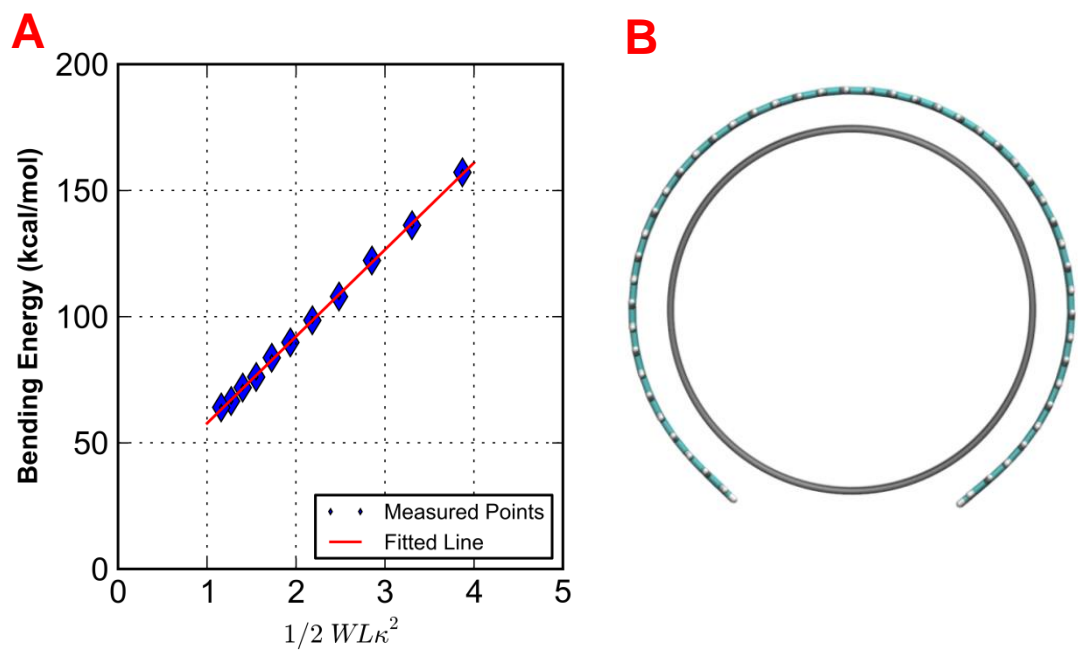 A
B
Bending Energy (kcal/mol)
200
150
100
50
0
Measured Points
Fitted Line
0 1 2 3 4 5
1/2 WLκ²